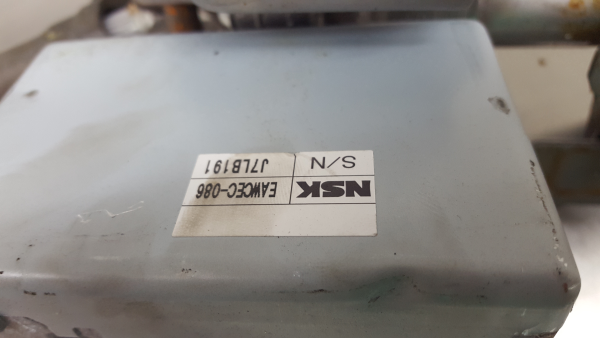 NSK EAWCEC-086
S/N J7LB191